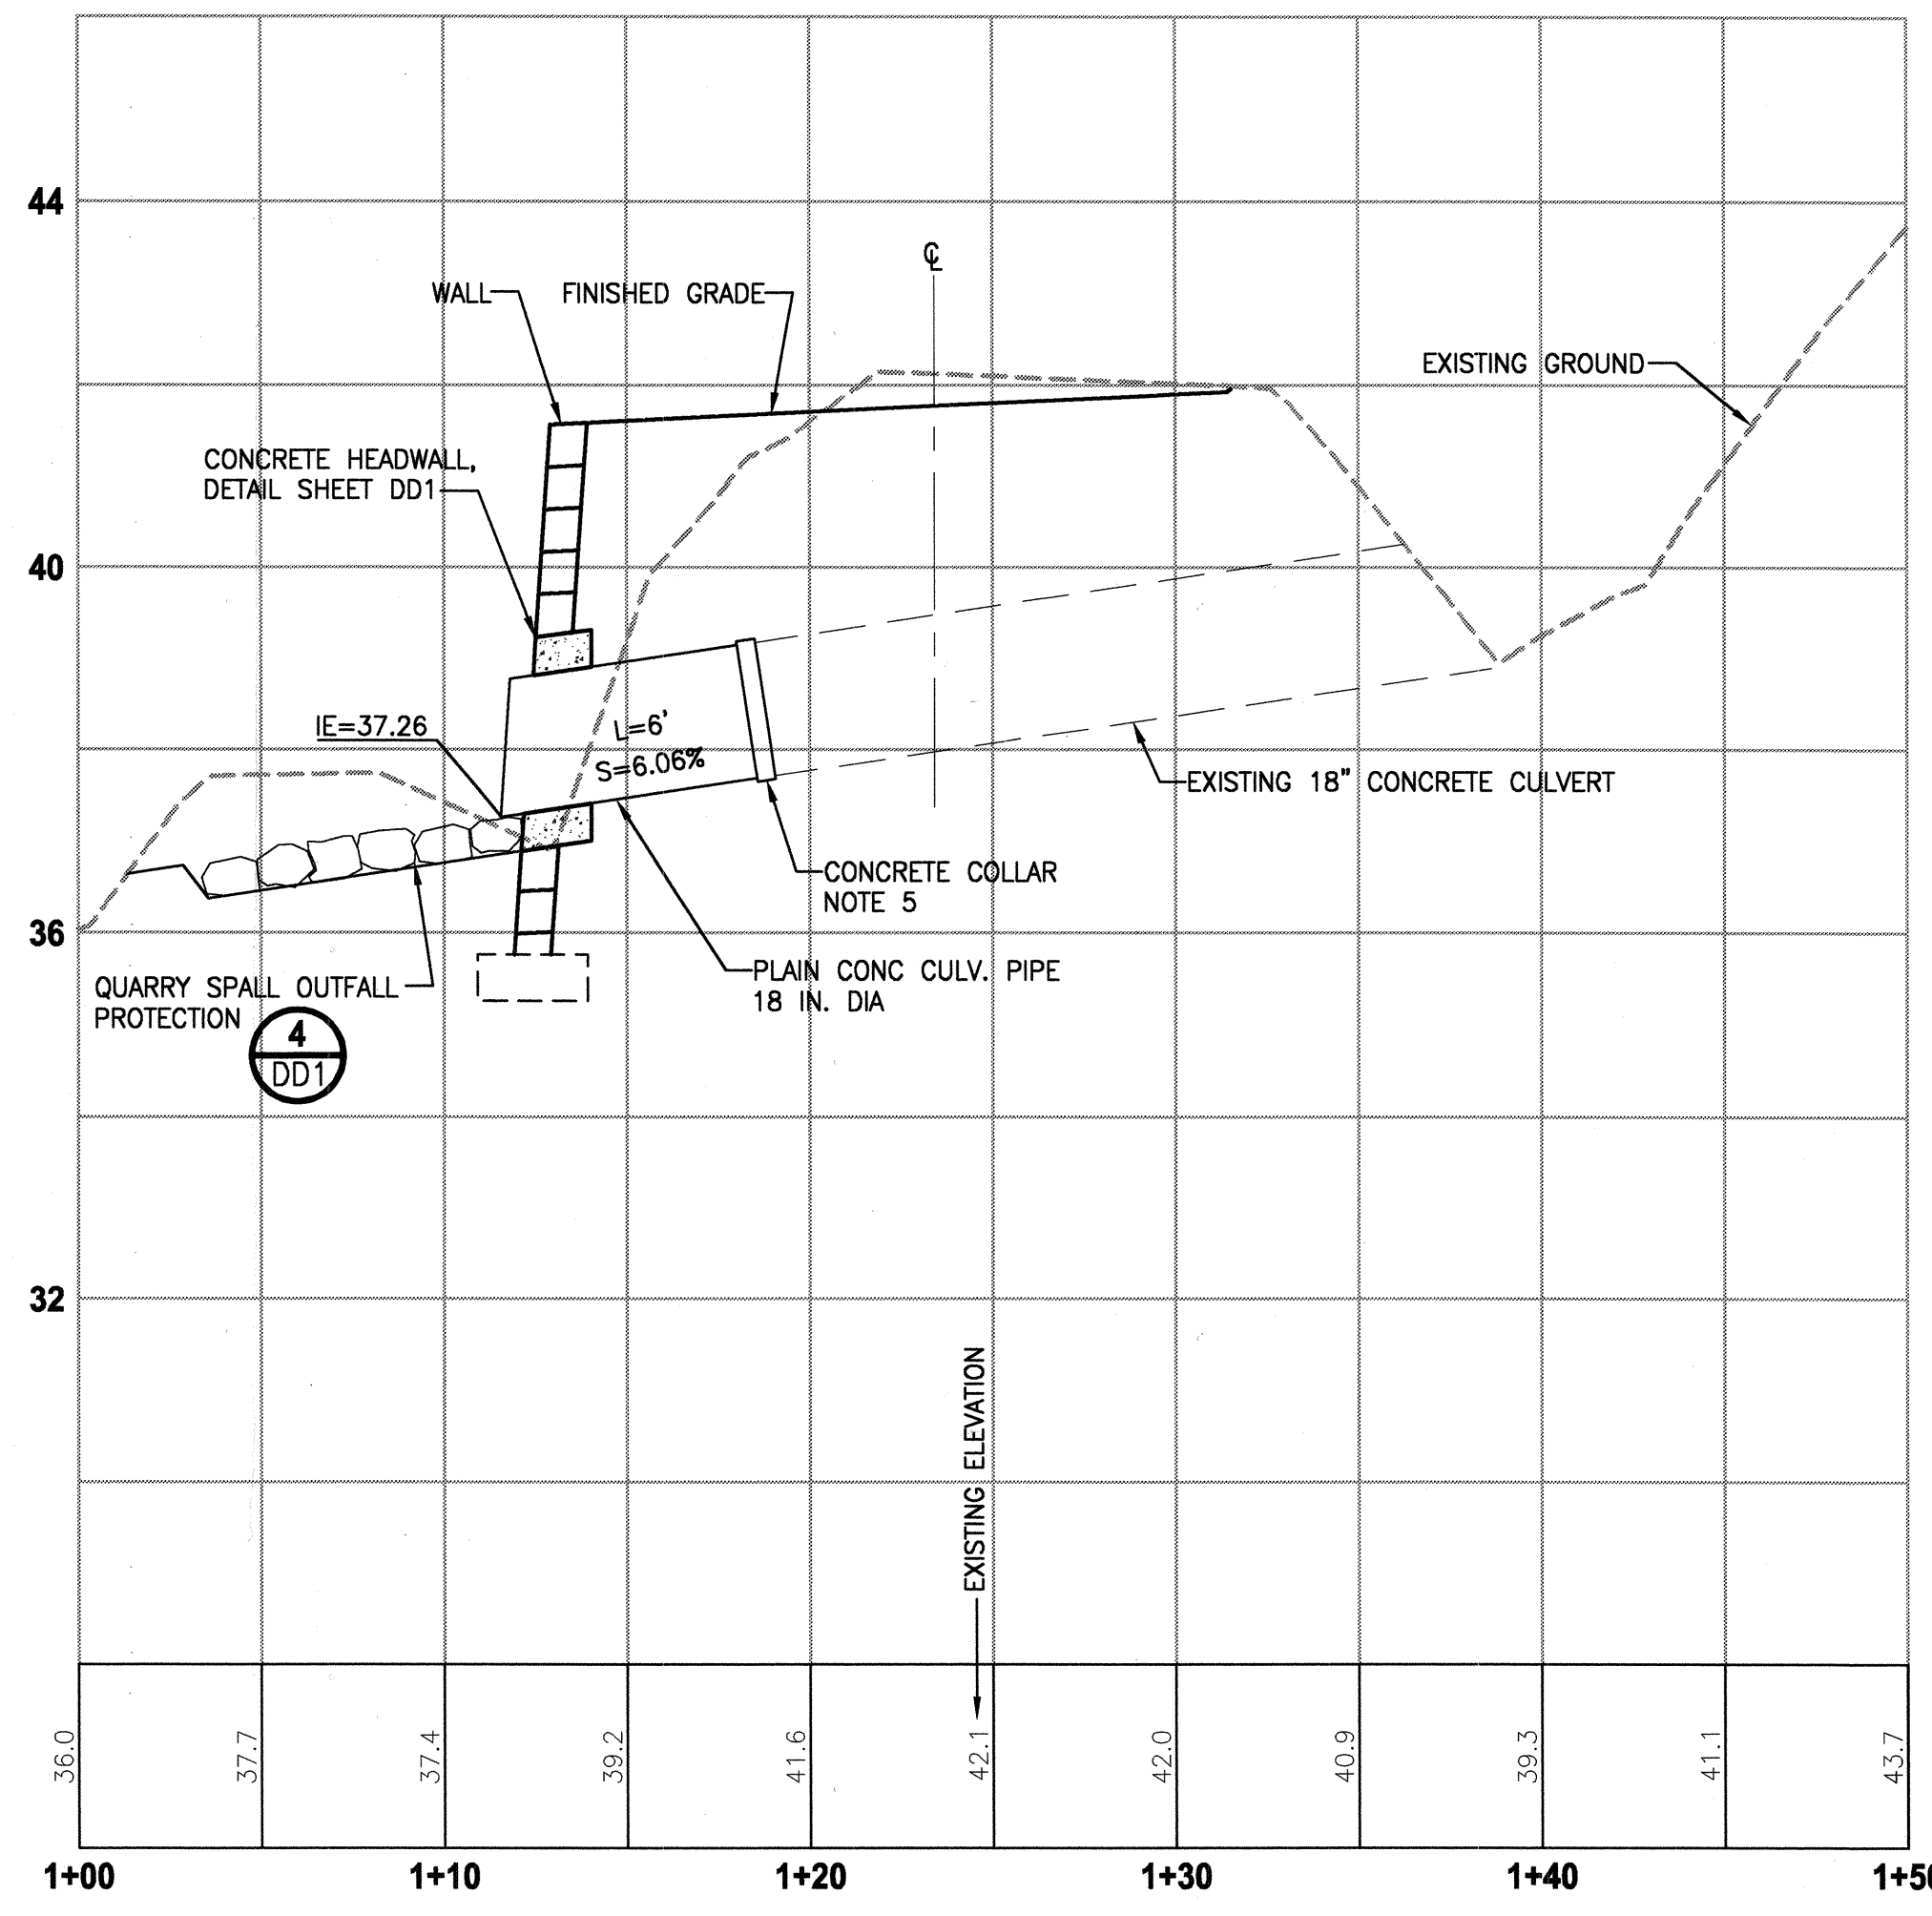 44
℄
WALL
FINISHED GRADE
EXISTING GROUND
CONCRETE HEADWALL,
DETAIL SHEET DD1
40
IE=37.26
L=6'
S=6.06%
EXISTING 18" CONCRETE CULVERT
CONCRETE COLLAR
NOTE 5
36
PLAIN CONC CULV. PIPE
18 IN. DIA
QUARRY SPALL OUTFALL
PROTECTION
4
DD1
32
EXISTING ELEVATION
36.0
37.7
37.4
39.2
41.6
42.1
42.0
40.9
39.3
41.1
43.7
1+00
1+10
1+20
1+30
1+40
1+5